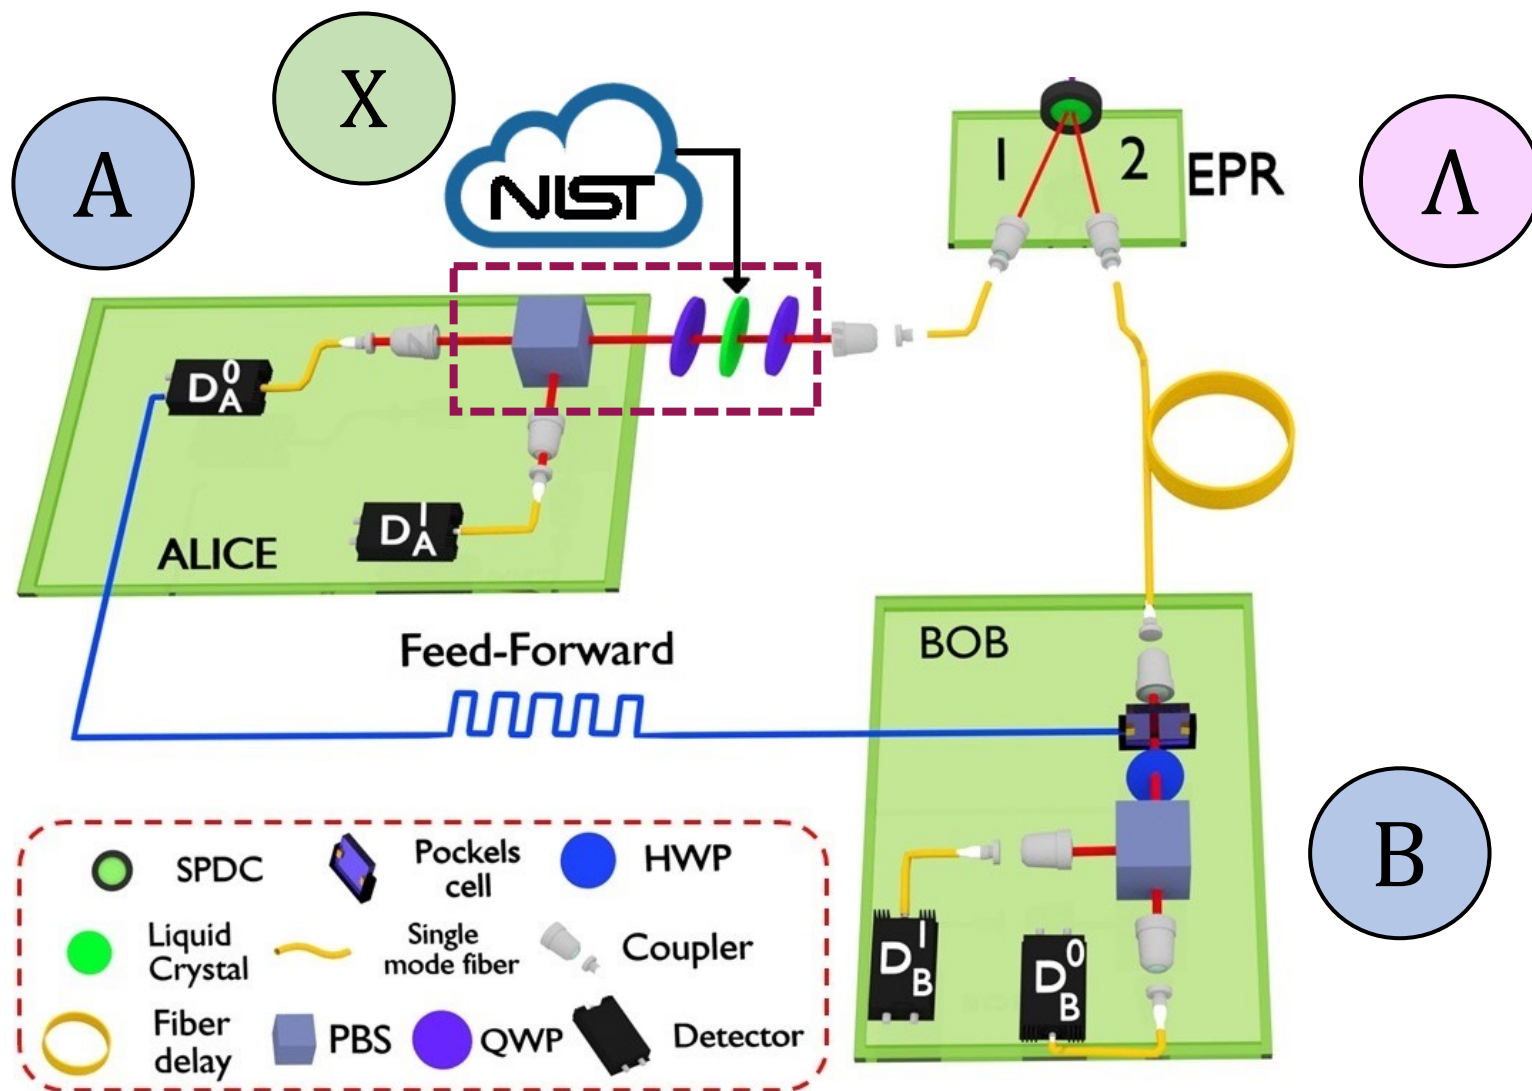 X
A
NIST
1 2
EPR
Λ
D_A^0
D_A^1
ALICE
Feed-Forward
BOB
B
D_B^1
D_B^0
SPDC
Pockels
cell
HWP
Liquid
Crystal
Single
mode fiber
Coupler
Fiber
delay
PBS
QWP
Detector